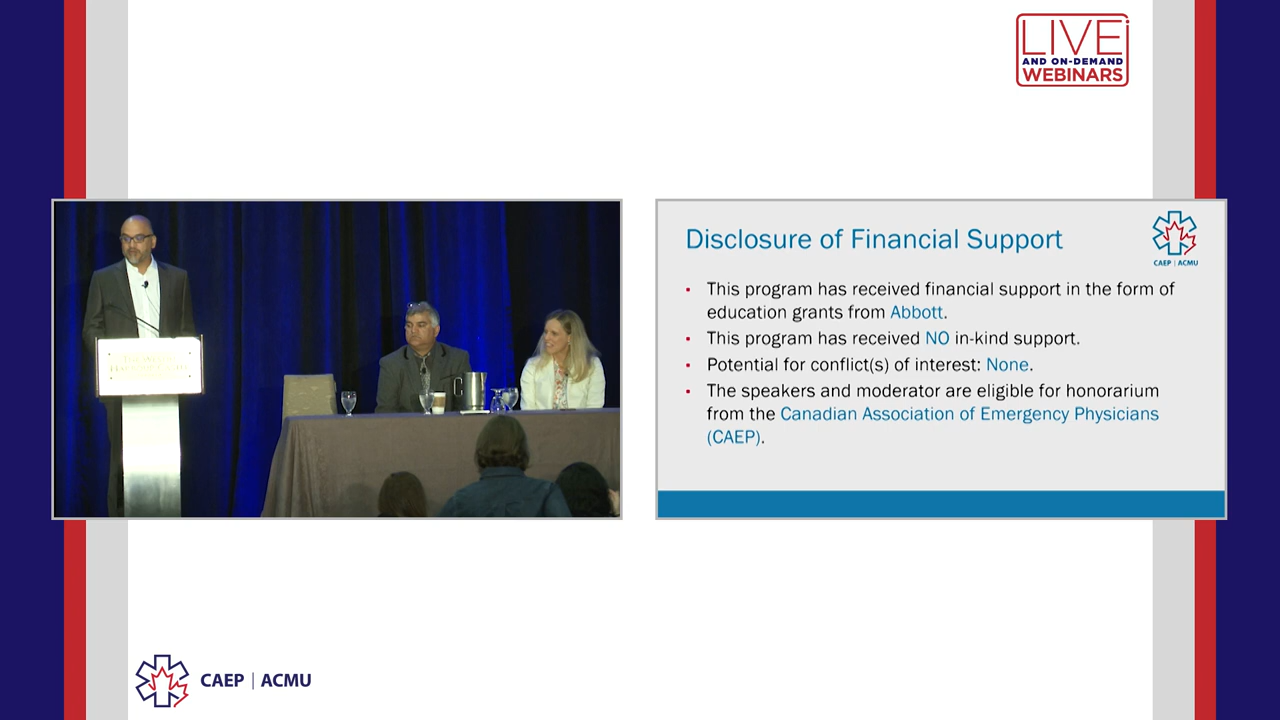 LIVE
AND ON-DEMAND
WEBINARS
Disclosure of Financial Support
CAEP | ACMU
▪ This program has received financial support in the form of
education grants from Abbott.
▪ This program has received NO in-kind support.
▪ Potential for conflict(s) of interest: None.
▪ The speakers and moderator are eligible for honorarium
from the Canadian Association of Emergency Physicians
(CAEP).
CAEP | ACMU